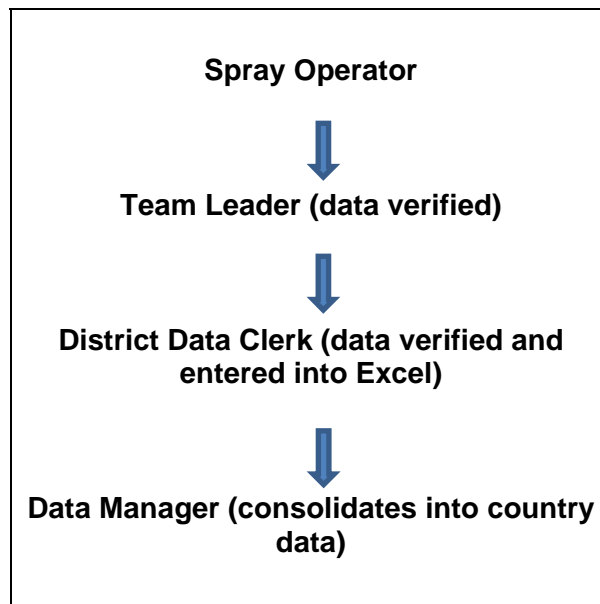 Spray Operator
Team Leader (data verified)
District Data Clerk (data verified and
entered into Excel)
Data Manager (consolidates into country
data)